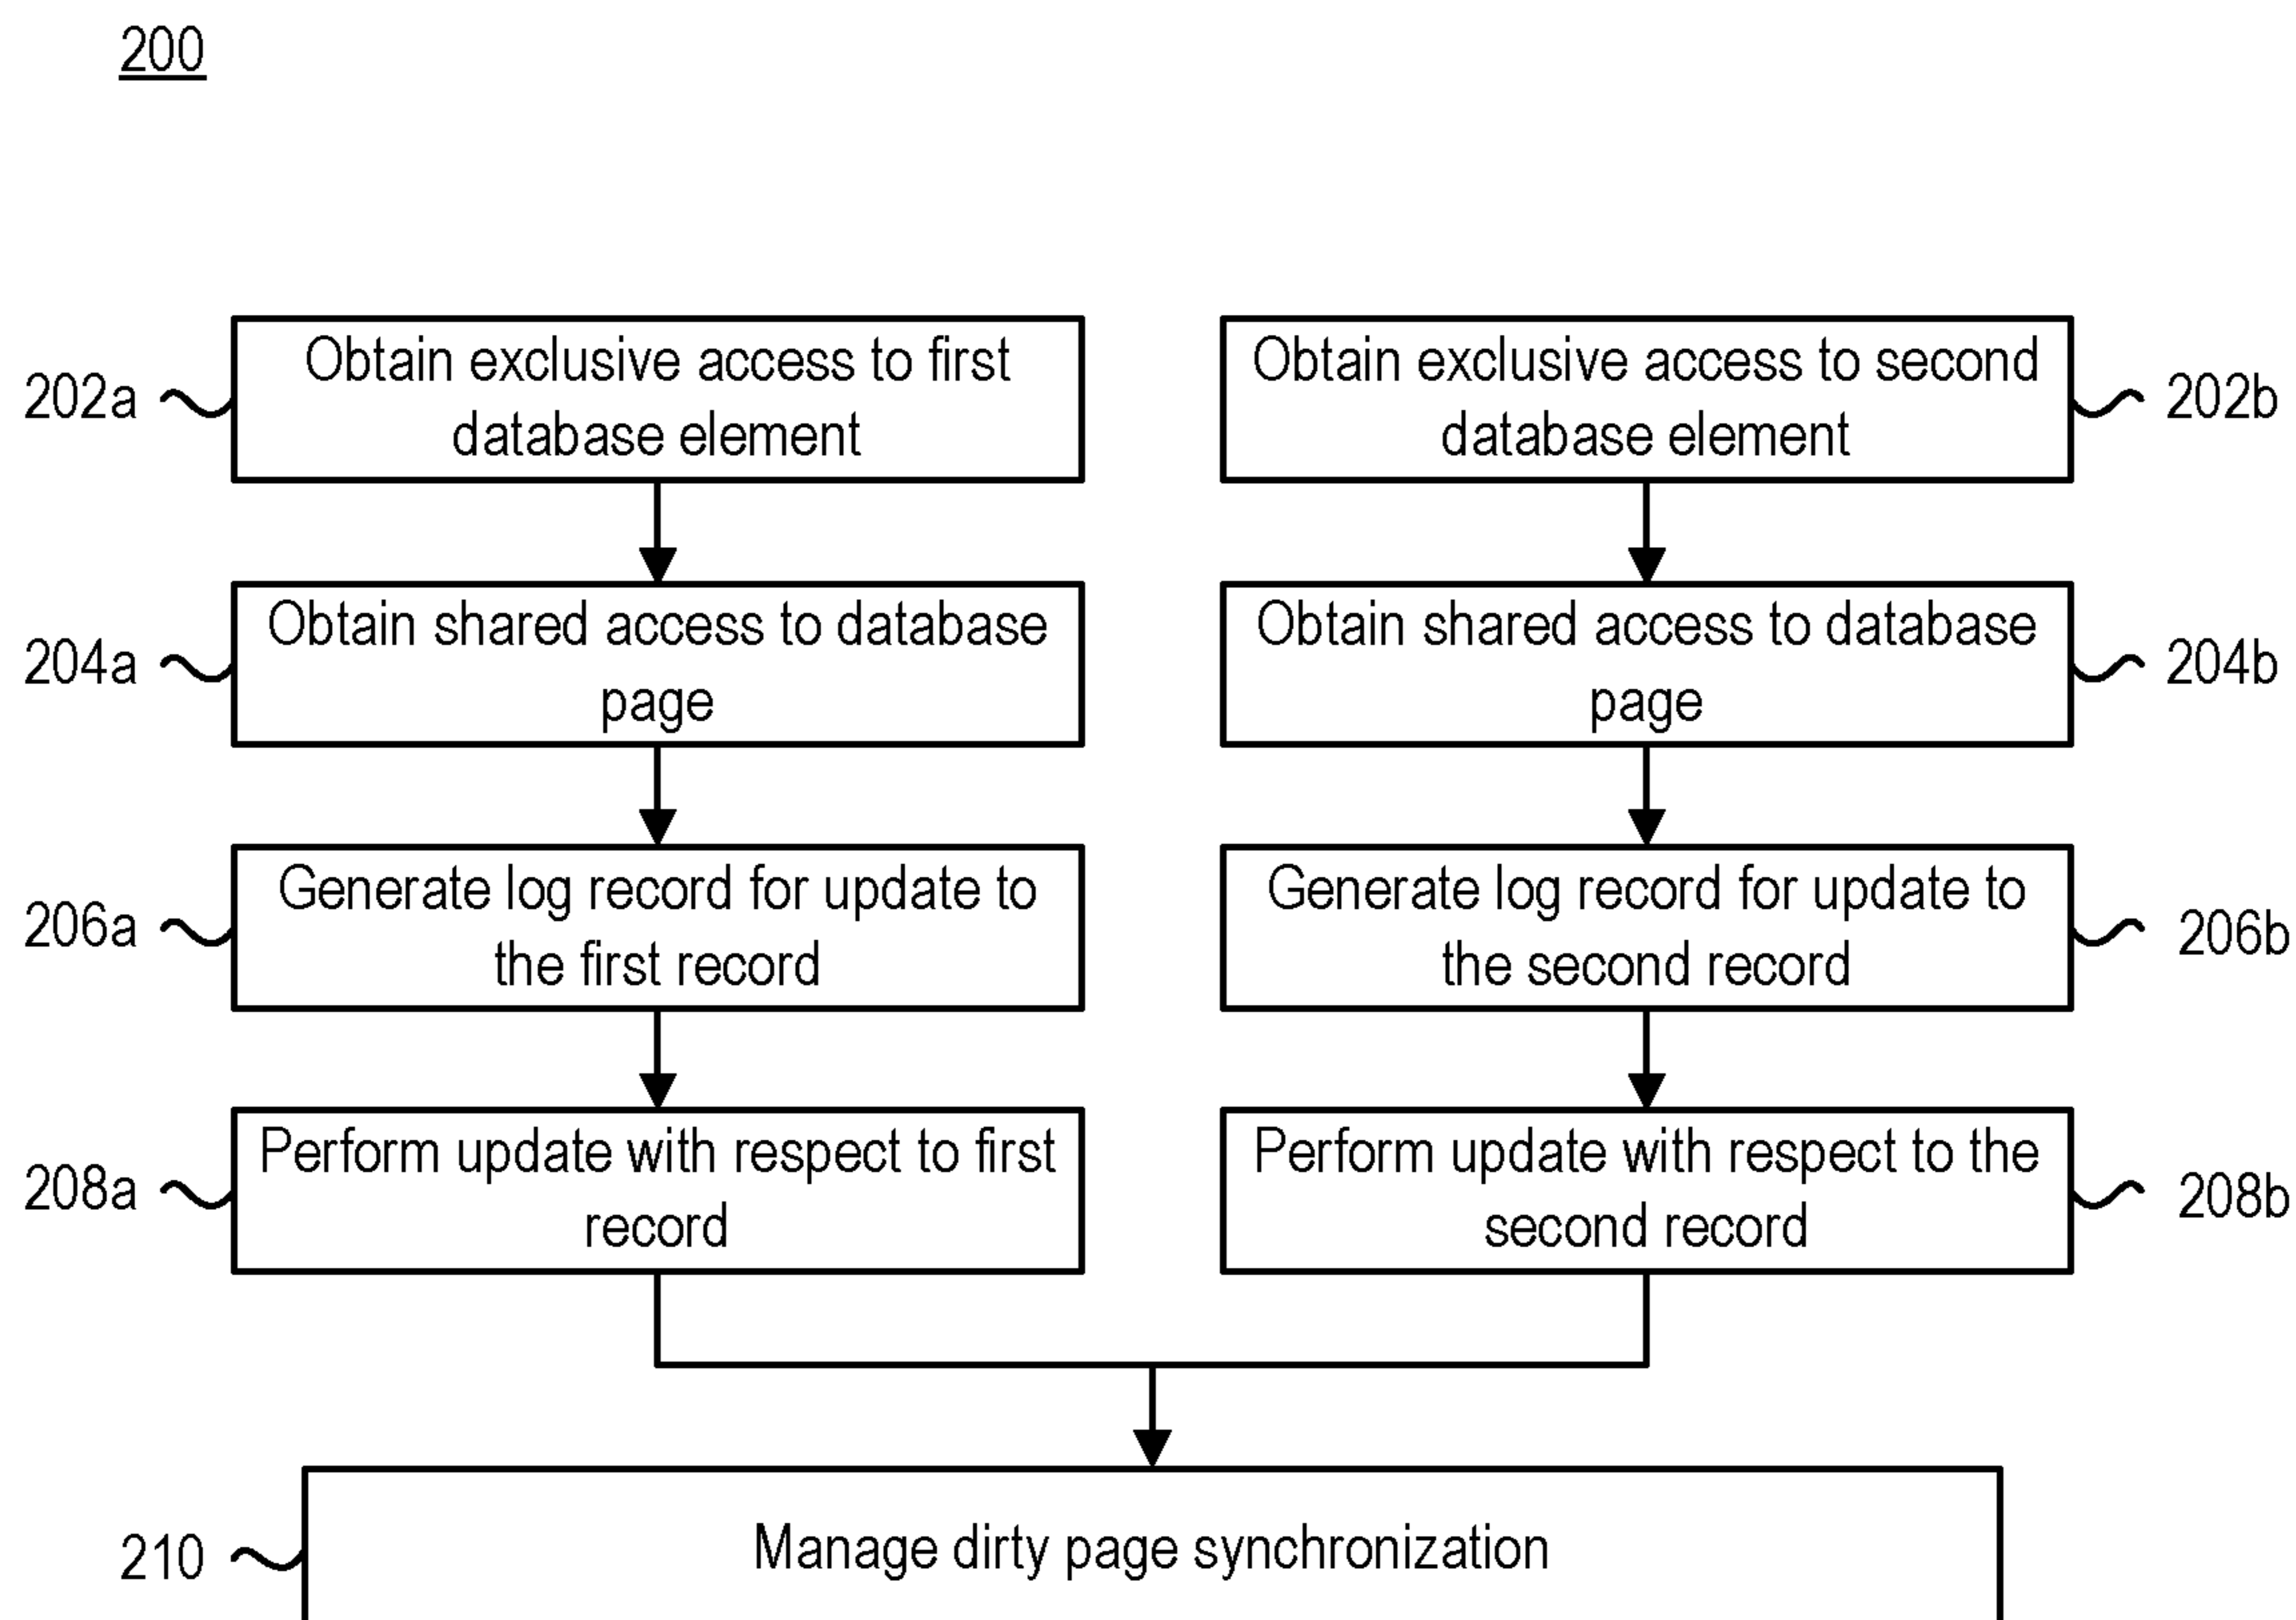 200
Obtain exclusive access to first
database element
202a
Obtain exclusive access to second
database element
202b
Obtain shared access to database
page
204a
Obtain shared access to database
page
204b
Generate log record for update to
the first record
206a
Generate log record for update to
the second record
206b
Perform update with respect to first
record
208a
Perform update with respect to the
second record
208b
Manage dirty page synchronization
210